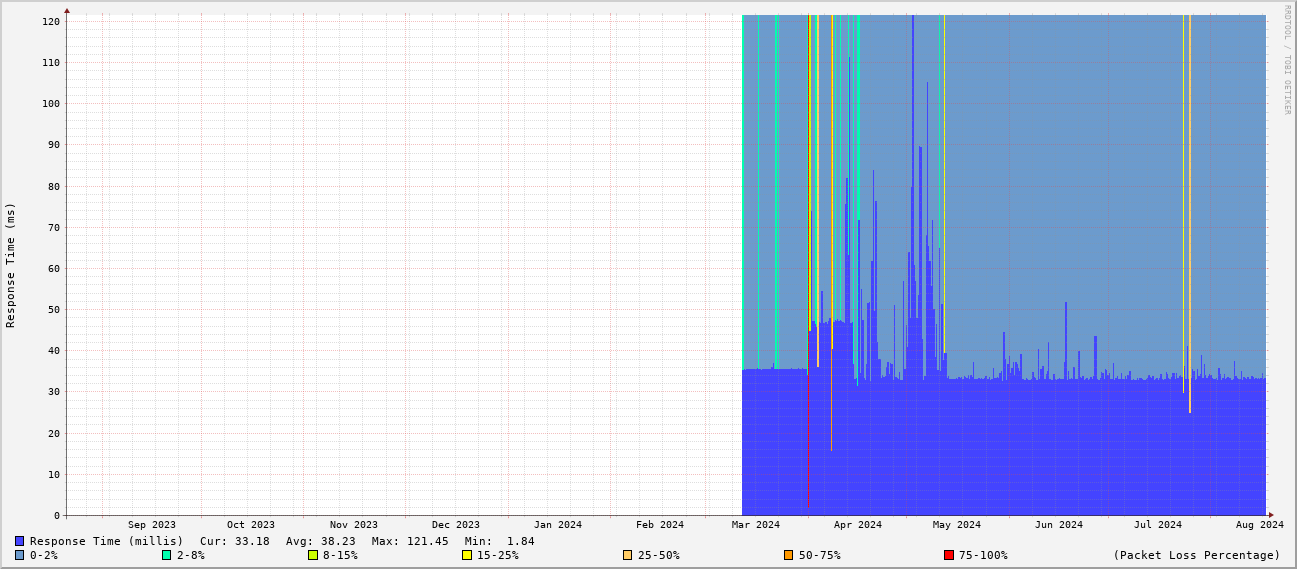 RRDTOOL / TOBI OETIKER
Response Time (ms)
120
110
100
90
80
70
60
50
40
30
20
10
0
Sep 2023 Oct 2023 Nov 2023 Dec 2023 Jan 2024 Feb 2024 Mar 2024 Apr 2024 May 2024 Jun 2024 Jul 2024 Aug 2024
Response Time (millis) Cur: 33.18 Avg: 38.23 Max: 121.45 Min: 1.84
0-2% 2-8% 8-15% 15-25% 25-50% 50-75% 75-100% (Packet Loss Percentage)